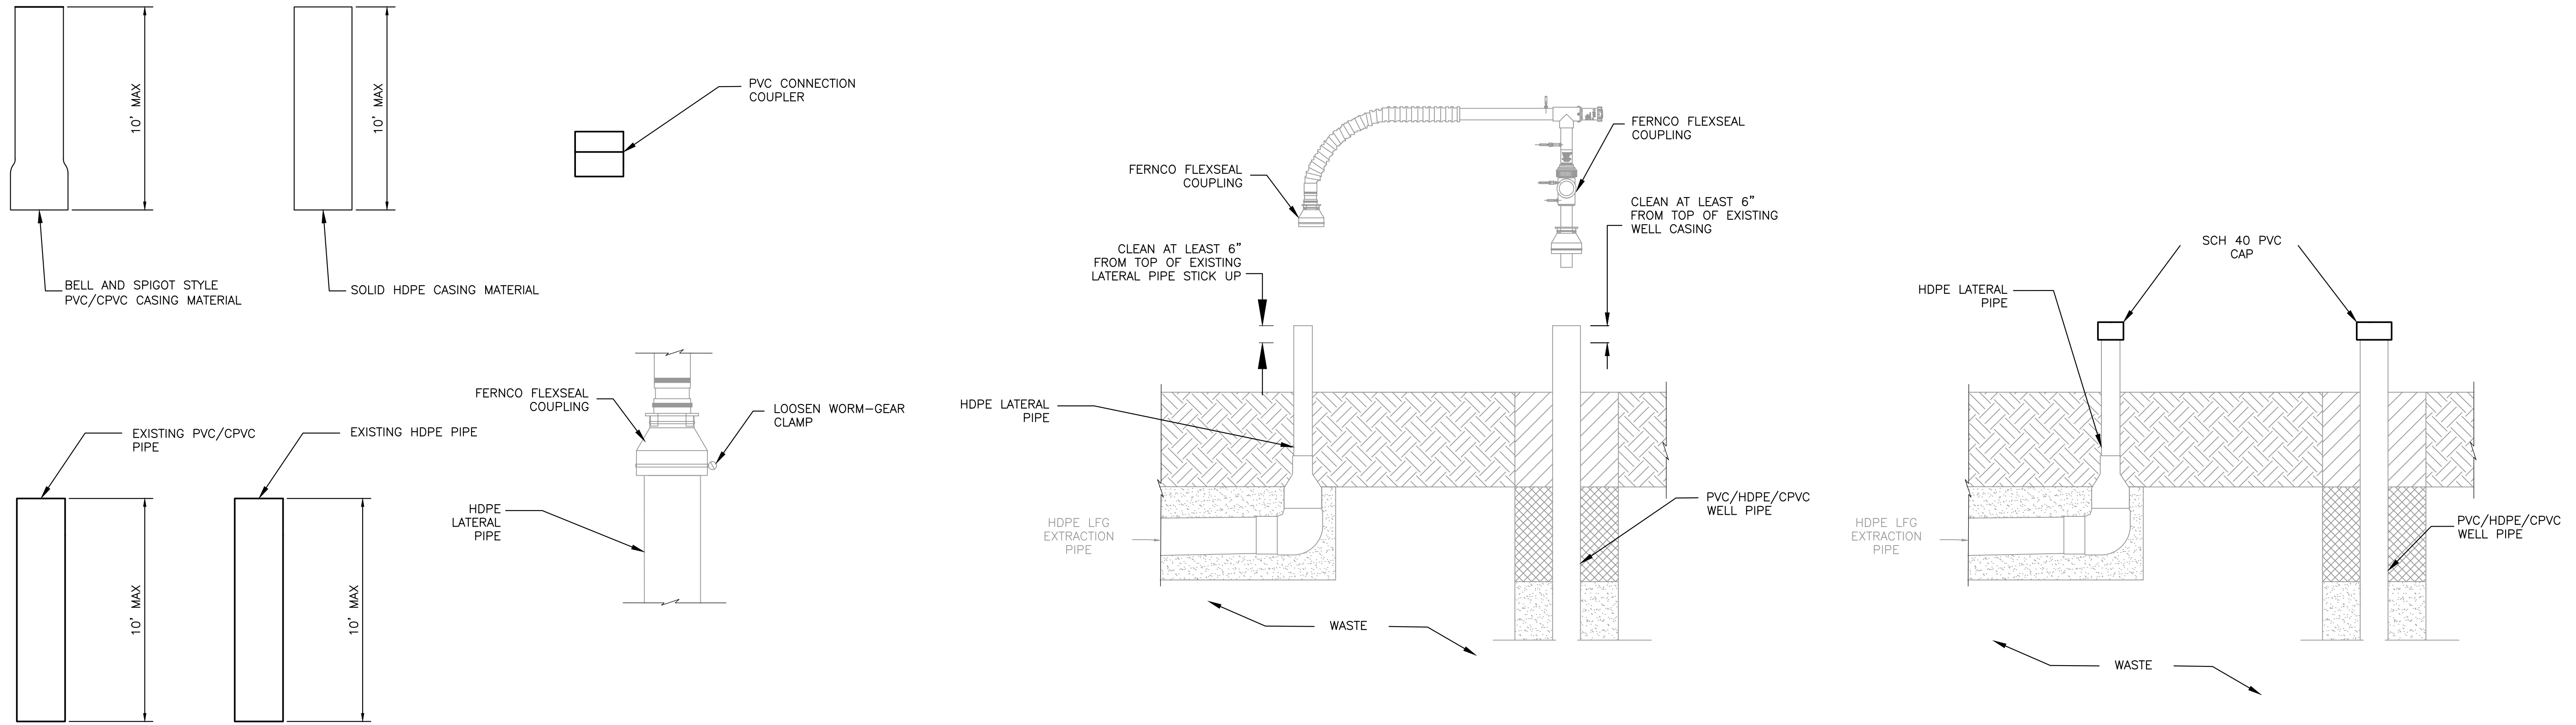 10' MAX
BELL AND SPIGOT STYLE
PVC/CPVC CASING MATERIAL
10' MAX
SOLID HDPE CASING MATERIAL
PVC CONNECTION
COUPLER
EXISTING PVC/CPVC
PIPE
10' MAX
EXISTING HDPE PIPE
10' MAX
FERNCO FLEXSEAL
COUPLING
LOOSEN WORM-GEAR
CLAMP
HDPE
LATERAL
PIPE
FERNCO FLEXSEAL
COUPLING
FERNCO FLEXSEAL
COUPLING
CLEAN AT LEAST 6"
FROM TOP OF EXISTING
LATERAL PIPE STICK UP
CLEAN AT LEAST 6"
FROM TOP OF EXISTING
WELL CASING
HDPE LATERAL
PIPE
HDPE LFG
EXTRACTION
PIPE
PVC/HDPE/CPVC
WELL PIPE
WASTE
SCH 40 PVC
CAP
HDPE LATERAL
PIPE
HDPE LFG
EXTRACTION
PIPE
PVC/HDPE/CPVC
WELL PIPE
WASTE